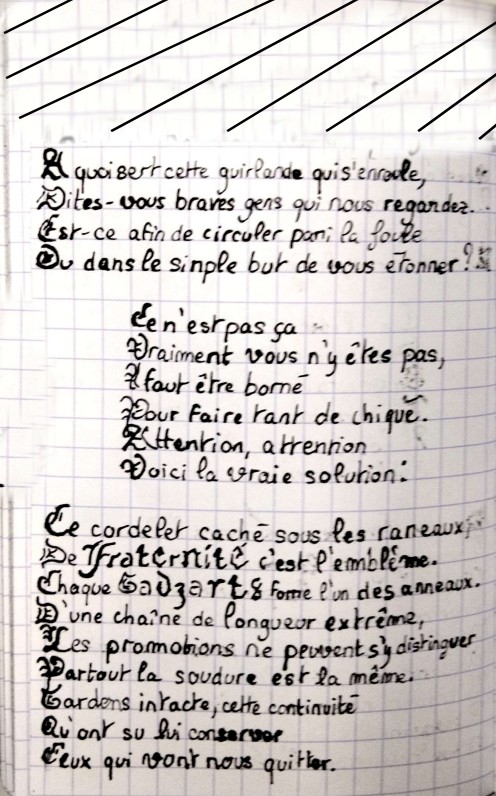 A quoi sert cette guirlande qui s'enroule,
Dites-vous braves gens qui nous regardez.
Est-ce afin de circuler parmi la foule
Ou dans le sinple but de vous étonner?
Ce n'est pas ça
Vraiment vous n'y êtes pas,
Il faut être borné
Pour faire tant de chiqué.
Attention, attention
Voici la vraie solution:
Ce cordelet caché sous les raneaux,
De Fraternité c'est l'emblême.
Chaque Gadzarts forme l'un des anneaux.
D'une chaîne de longueur extrême,
Les promotions ne peuvent s'y distinguer
Partout la soudure est la même.
Gardons intacte, cette continuité
Qu'ont su lui conserver
Ceux qui vont nous quitter.